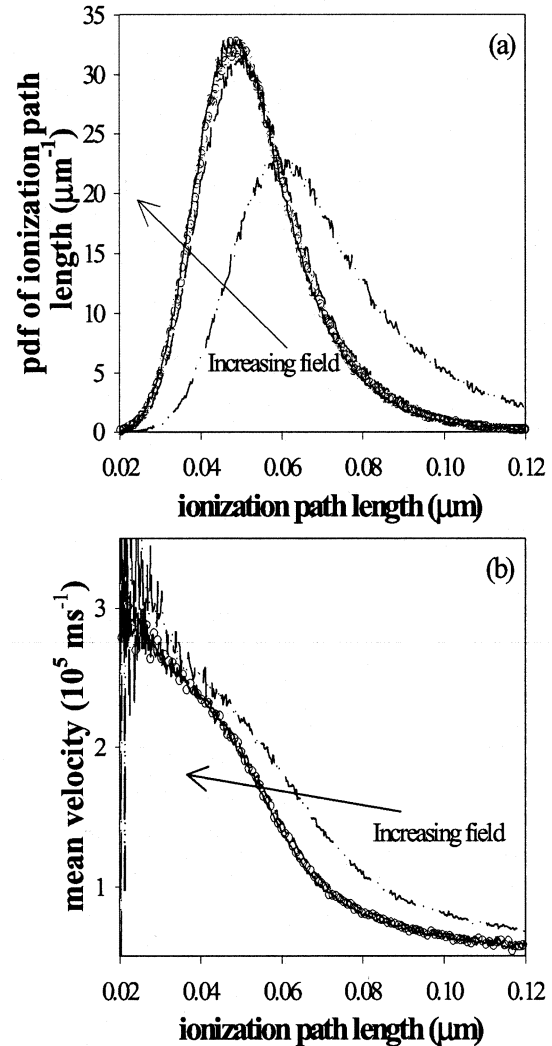 35
(a)
30
25
20
15
10
5
0
pdf of ionization path
length (μm⁻¹)
Increasing field
0.02 0.04 0.06 0.08 0.10 0.12
ionization path length (μm)
(b)
3
2
1
mean velocity (10⁵ ms⁻¹)
Increasing field
0.02 0.04 0.06 0.08 0.10 0.12
ionization path length (μm)